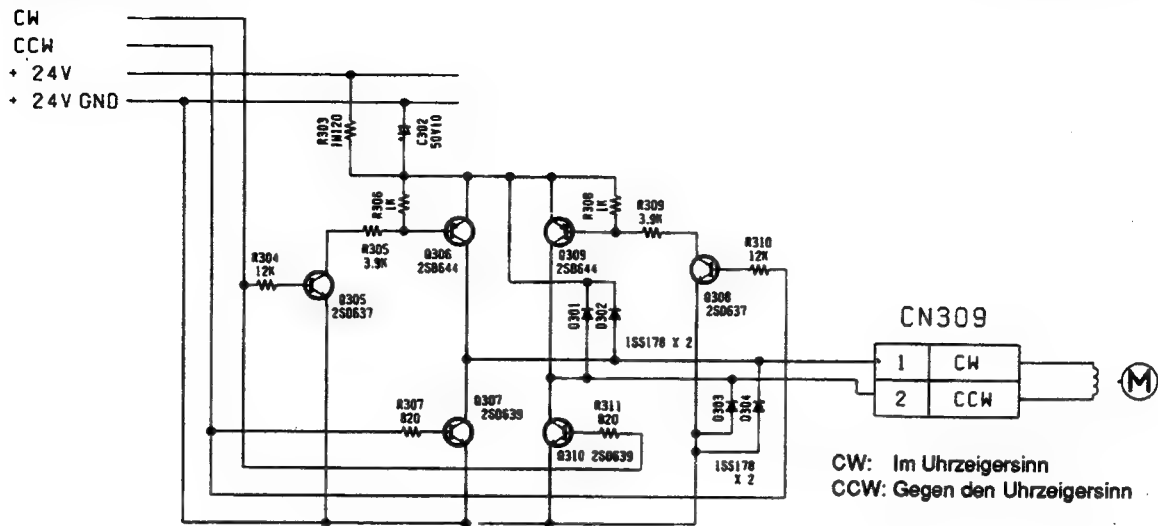 CW
CCW
+ 24V
+ 24V GND
R303
1W120
C302
50V10
R306
1K
R305
3.9K
Q306
2SB644
R308
1K
R309
3.9K
Q309
2SB644
R304
12K
Q305
2SD637
R310
12K
Q308
2SD637
D301
D302
1SS178 X 2
CN309
1 CW
2 CCW
M
R307
820
Q307
2SD639
R311
820
Q310 2SD639
D303
D304
1SS178
X 2
CW: Im Uhrzeigersinn
CCW: Gegen den Uhrzeigersinn